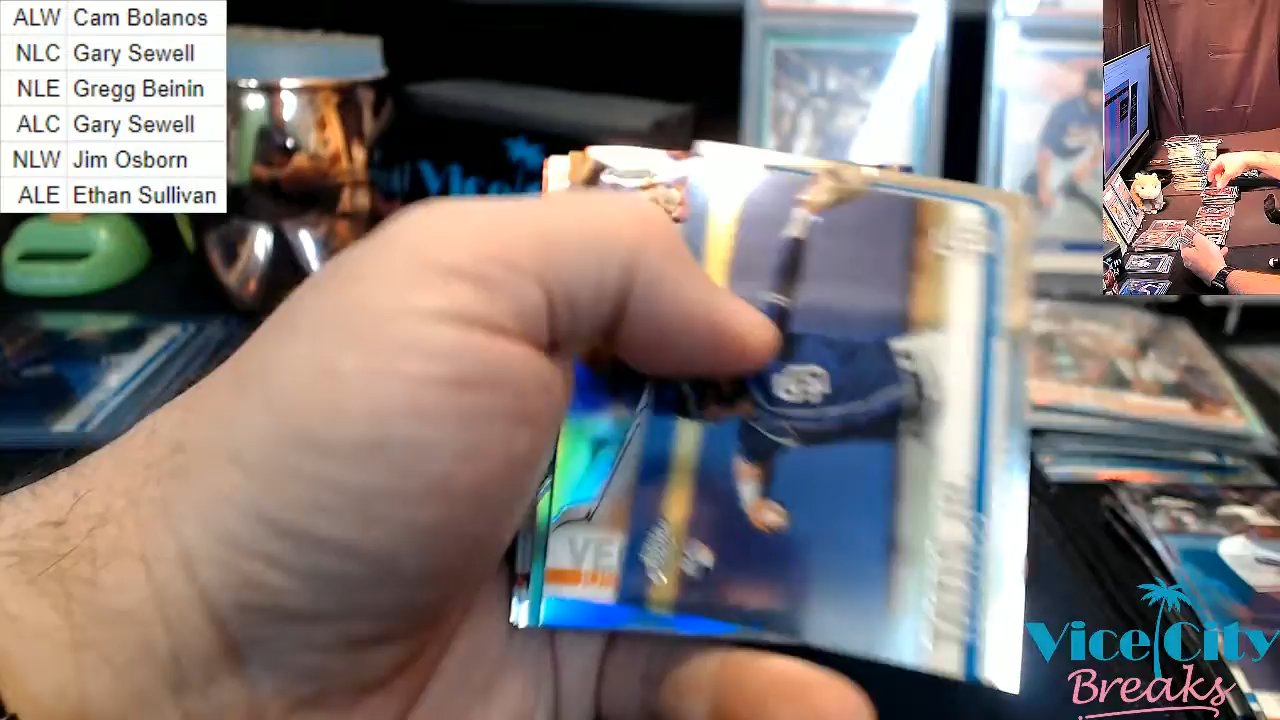 ALW Cam Bolanos
NLC Gary Sewell
NLE Gregg Beinin
ALC Gary Sewell
NLW Jim Osborn
ALE Ethan Sullivan
Vice
Vice City
Breaks